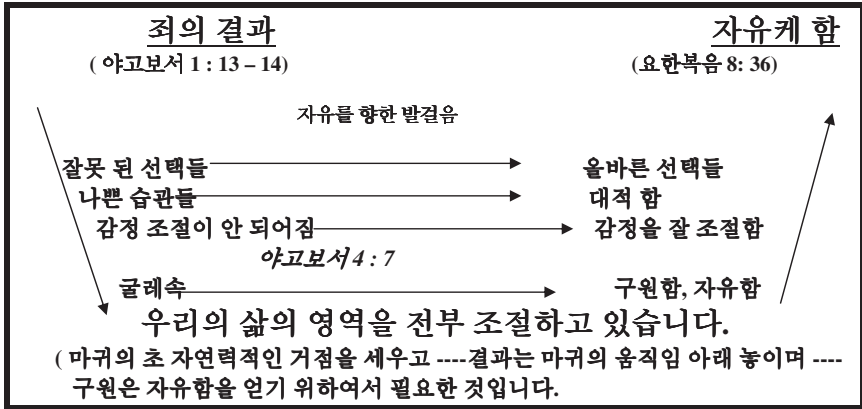 죄의 결과 자유케 함
( 야고보서 1 : 13 – 14) (요한복음 8: 36)
자유를 향한 발걸음
잘못 된 선택들 올바른 선택들
나쁜 습관들 대적 함
감정 조절이 안 되어짐 감정을 잘 조절함
야고보서 4 : 7
굴레속 구원함, 자유함
우리의 삶의 영역을 전부 조절하고 있습니다.
( 마귀의 초 자연력적인 거점을 세우고 ----결과는 마귀의 움직임 아래 놓이며 ----
구원은 자유함을 얻기 위하여서 필요한 것입니다.